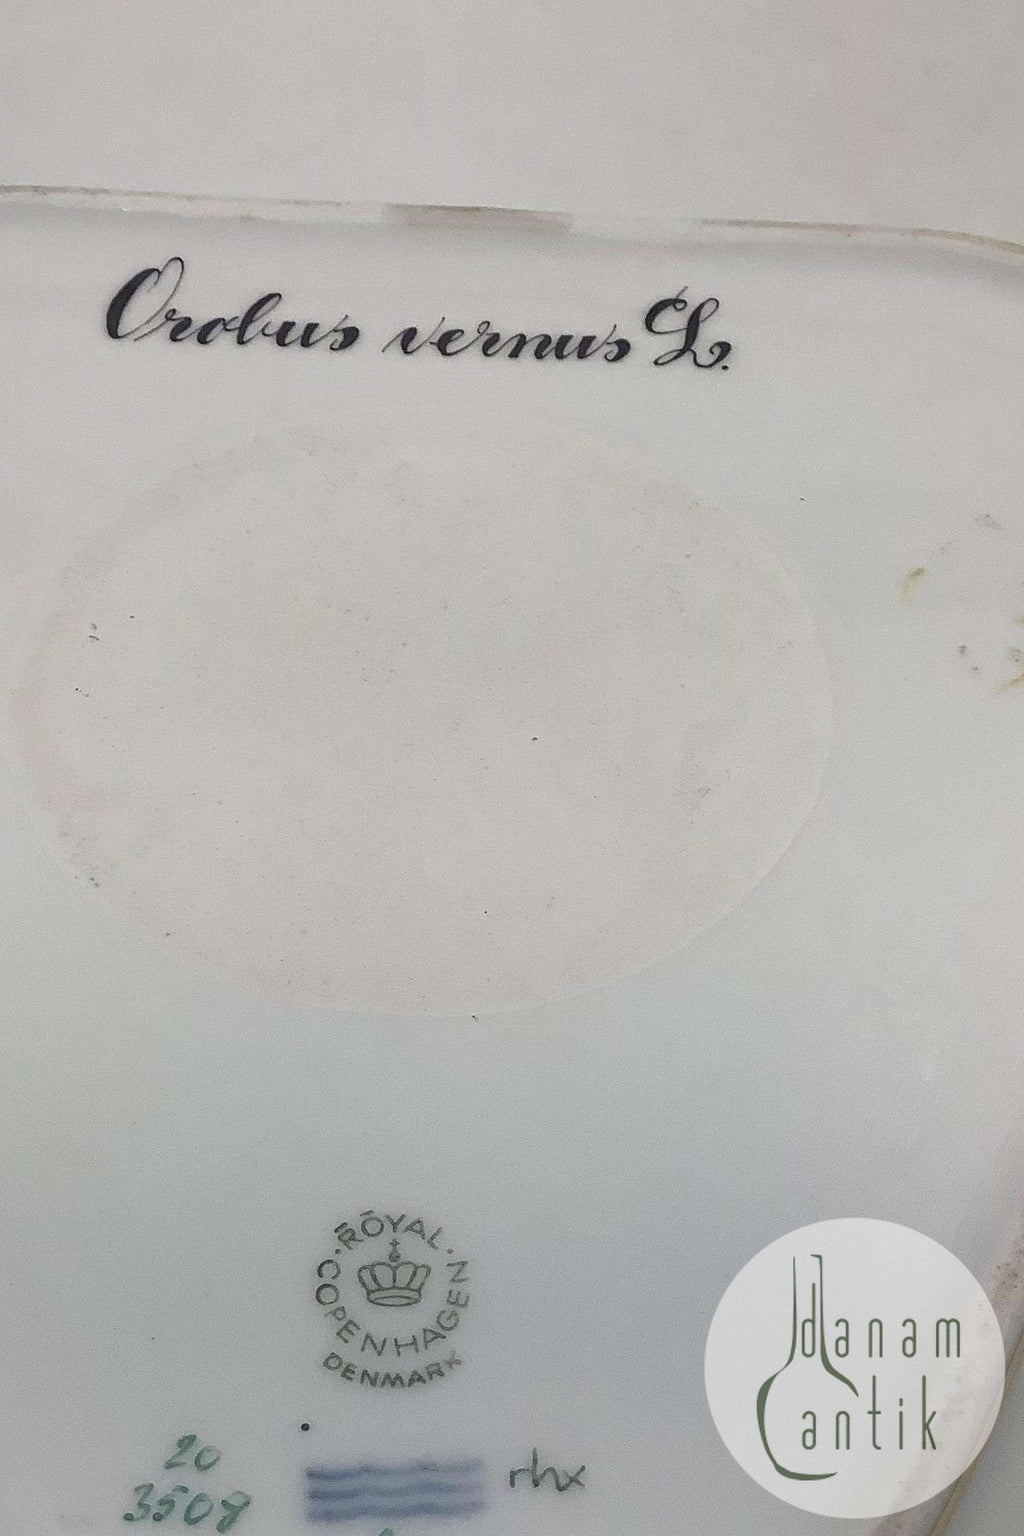 Orobus vernus L.
ROYAL
COPENHAGEN
DENMARK
20
3508
rhx
danam
antik